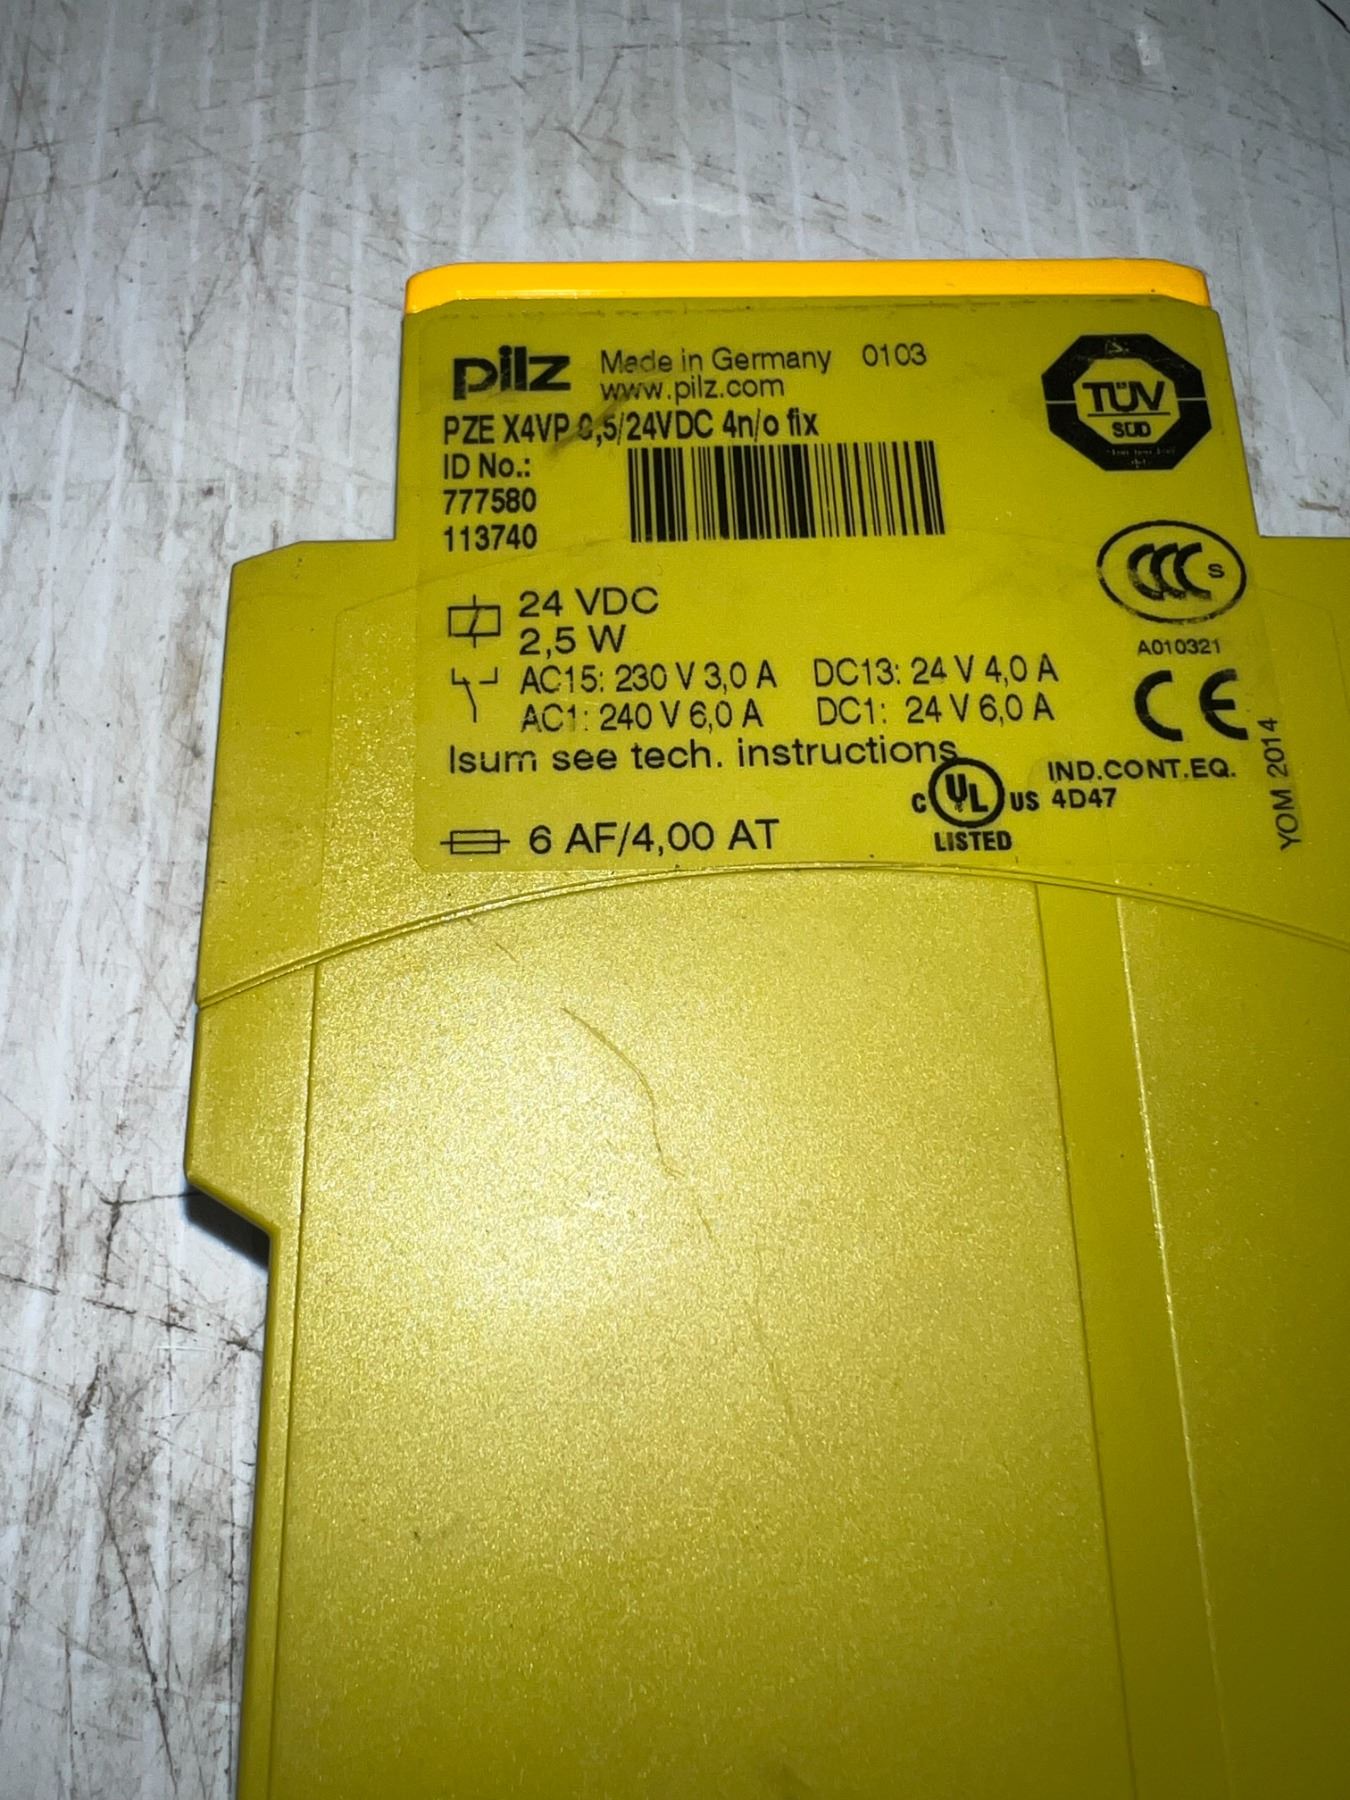 pilz Made in Germany 0103
www.pilz.com
PZE X4VP 0,5/24VDC 4n/o fix
ID No.:
777580
113740
TÜV
SÜD
CCC S
A010321
24 VDC
2,5 W
AC15: 230 V 3,0 A DC13: 24 V 4,0 A
AC1: 240 V 6,0 A DC1: 24 V 6,0 A
Isum see tech. instructions
CE
C UL US IND.CONT.EQ.
4D47
LISTED
6 AF/4,00 AT
YOM 2014